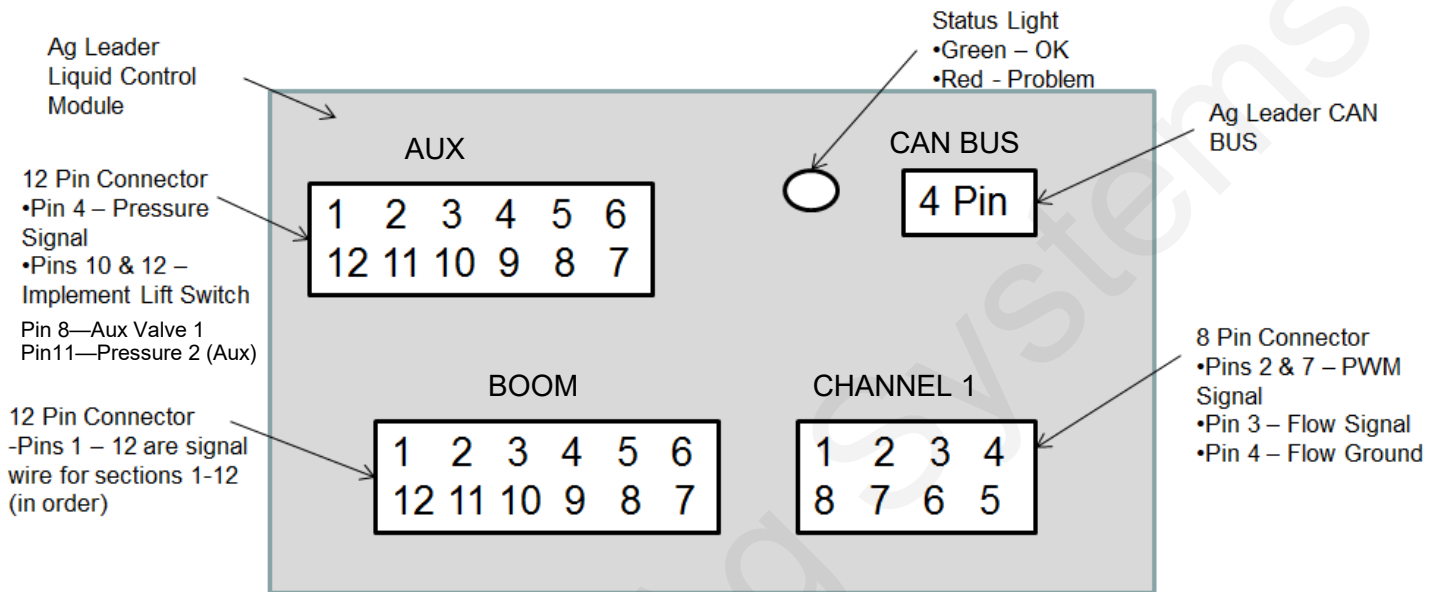 Ag Leader
Liquid Control
Module
Status Light
•Green – OK
•Red - Problem
Ag Leader CAN
BUS
AUX
CAN BUS
4 Pin
12 Pin Connector
•Pin 4 – Pressure
Signal
•Pins 10 & 12 –
Implement Lift Switch
Pin 8—Aux Valve 1
Pin11—Pressure 2 (Aux)
1 2 3 4 5 6
12 11 10 9 8 7
BOOM
CHANNEL 1
12 Pin Connector
-Pins 1 – 12 are signal
wire for sections 1-12
(in order)
1 2 3 4 5 6
12 11 10 9 8 7
1 2 3 4
8 7 6 5
8 Pin Connector
•Pins 2 & 7 – PWM
Signal
•Pin 3 – Flow Signal
•Pin 4 – Flow Ground
g Systems